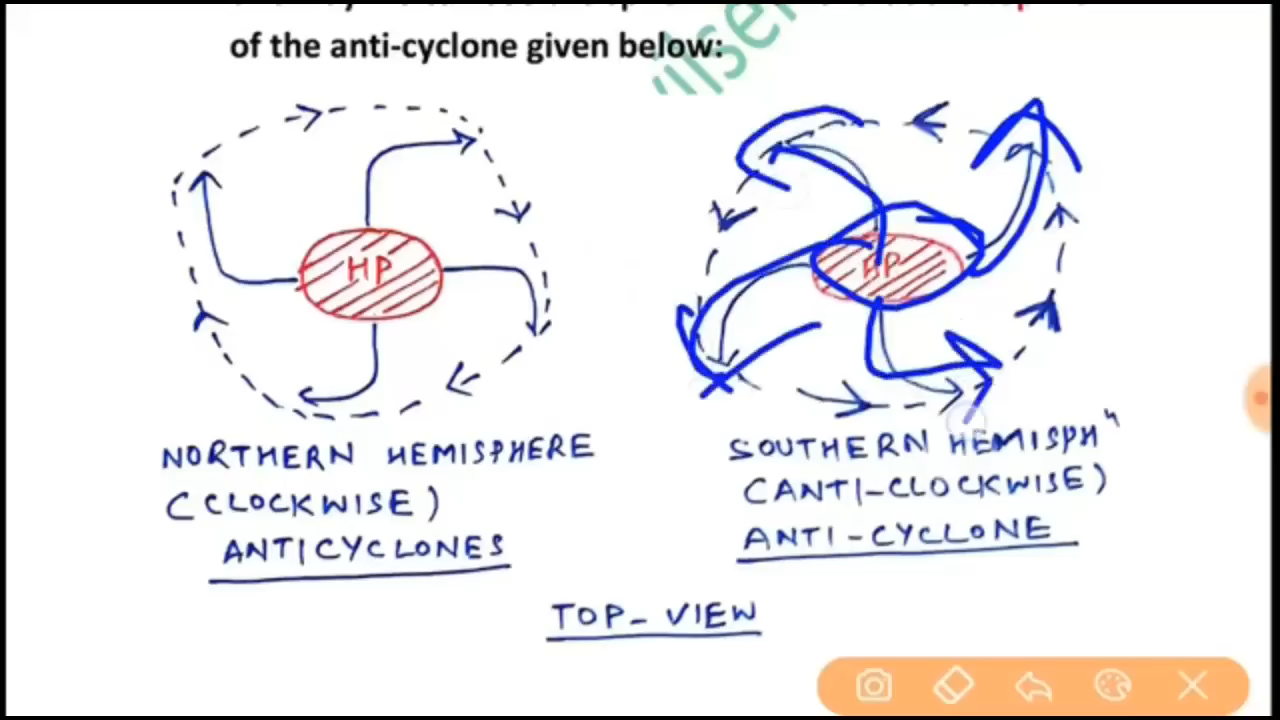 of the anti-cyclone given below:
HP
HP
NORTHERN HEMISPHERE
(CLOCKWISE)
ANTICYCLONES
SOUTHERN HEMISPH
(ANTI-CLOCKWISE)
ANTI-CYCLONE
TOP-VIEW